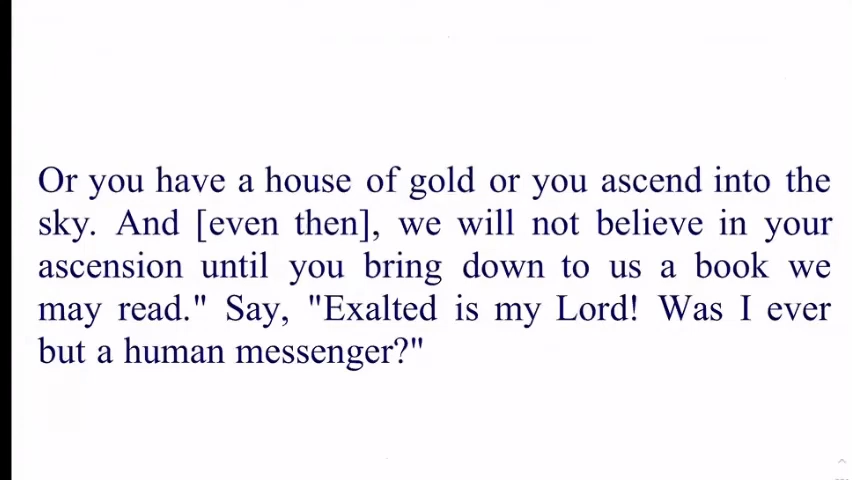 Or you have a house of gold or you ascend into the
sky. And [even then], we will not believe in your
ascension until you bring down to us a book we
may read." Say, "Exalted is my Lord! Was I ever
but a human messenger?"